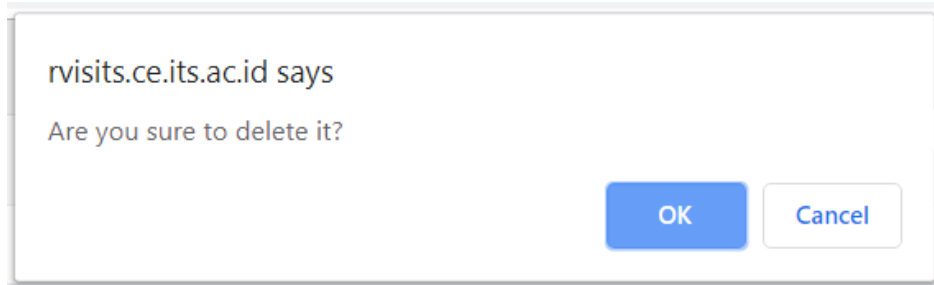 rvisits.ce.its.ac.id says
Are you sure to delete it?
OK Cancel